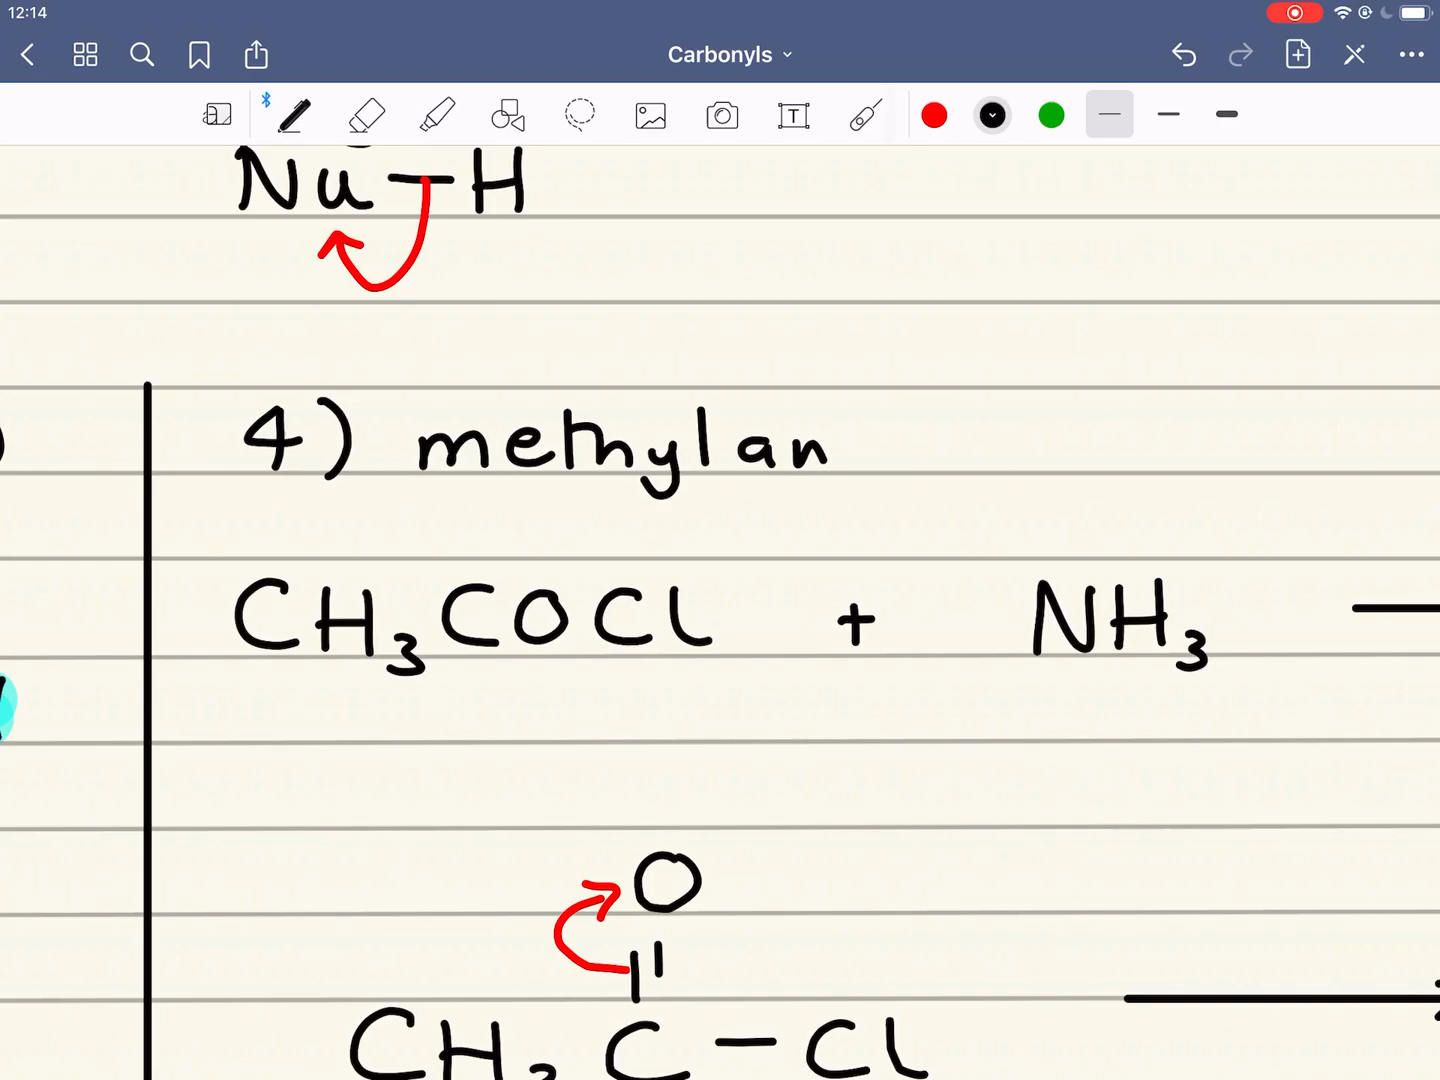 12:14
Carbonyls
Nu—H
4) methylan
CH₃COCl + NH₃
O
CH₃ C – Cl